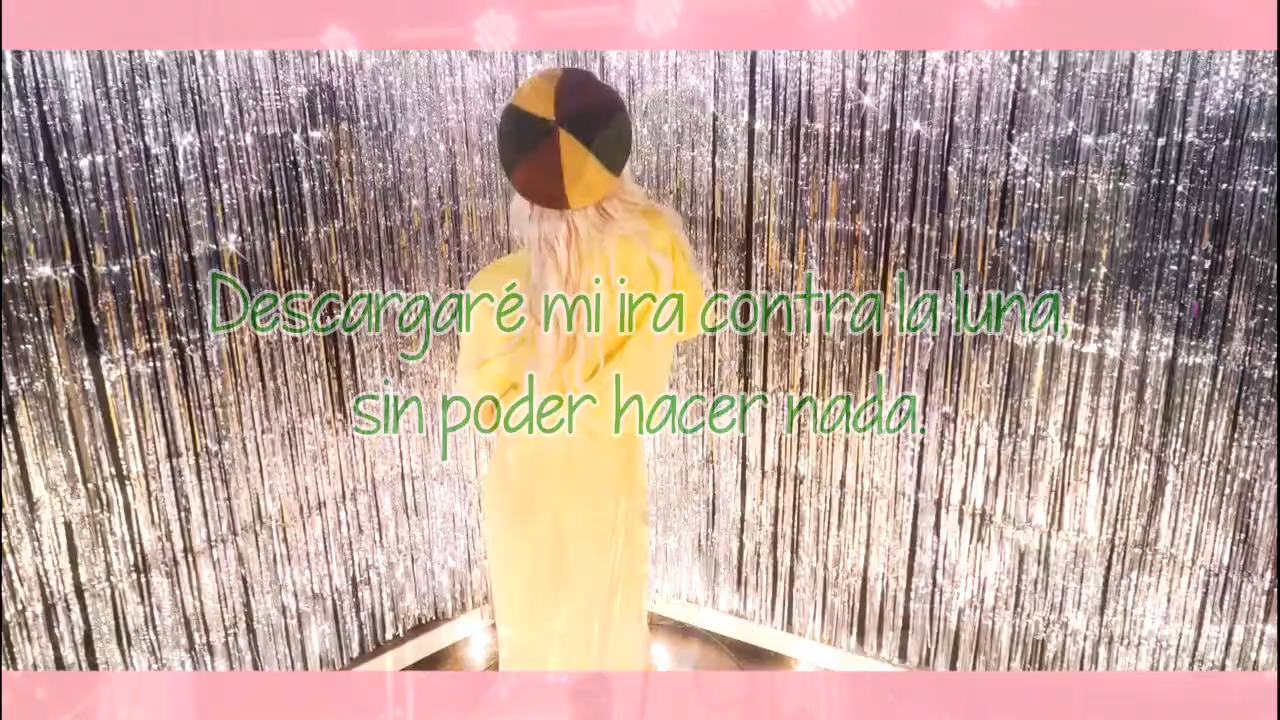 Descargaré mi ira contra la luna,
sin poder hacer nada.